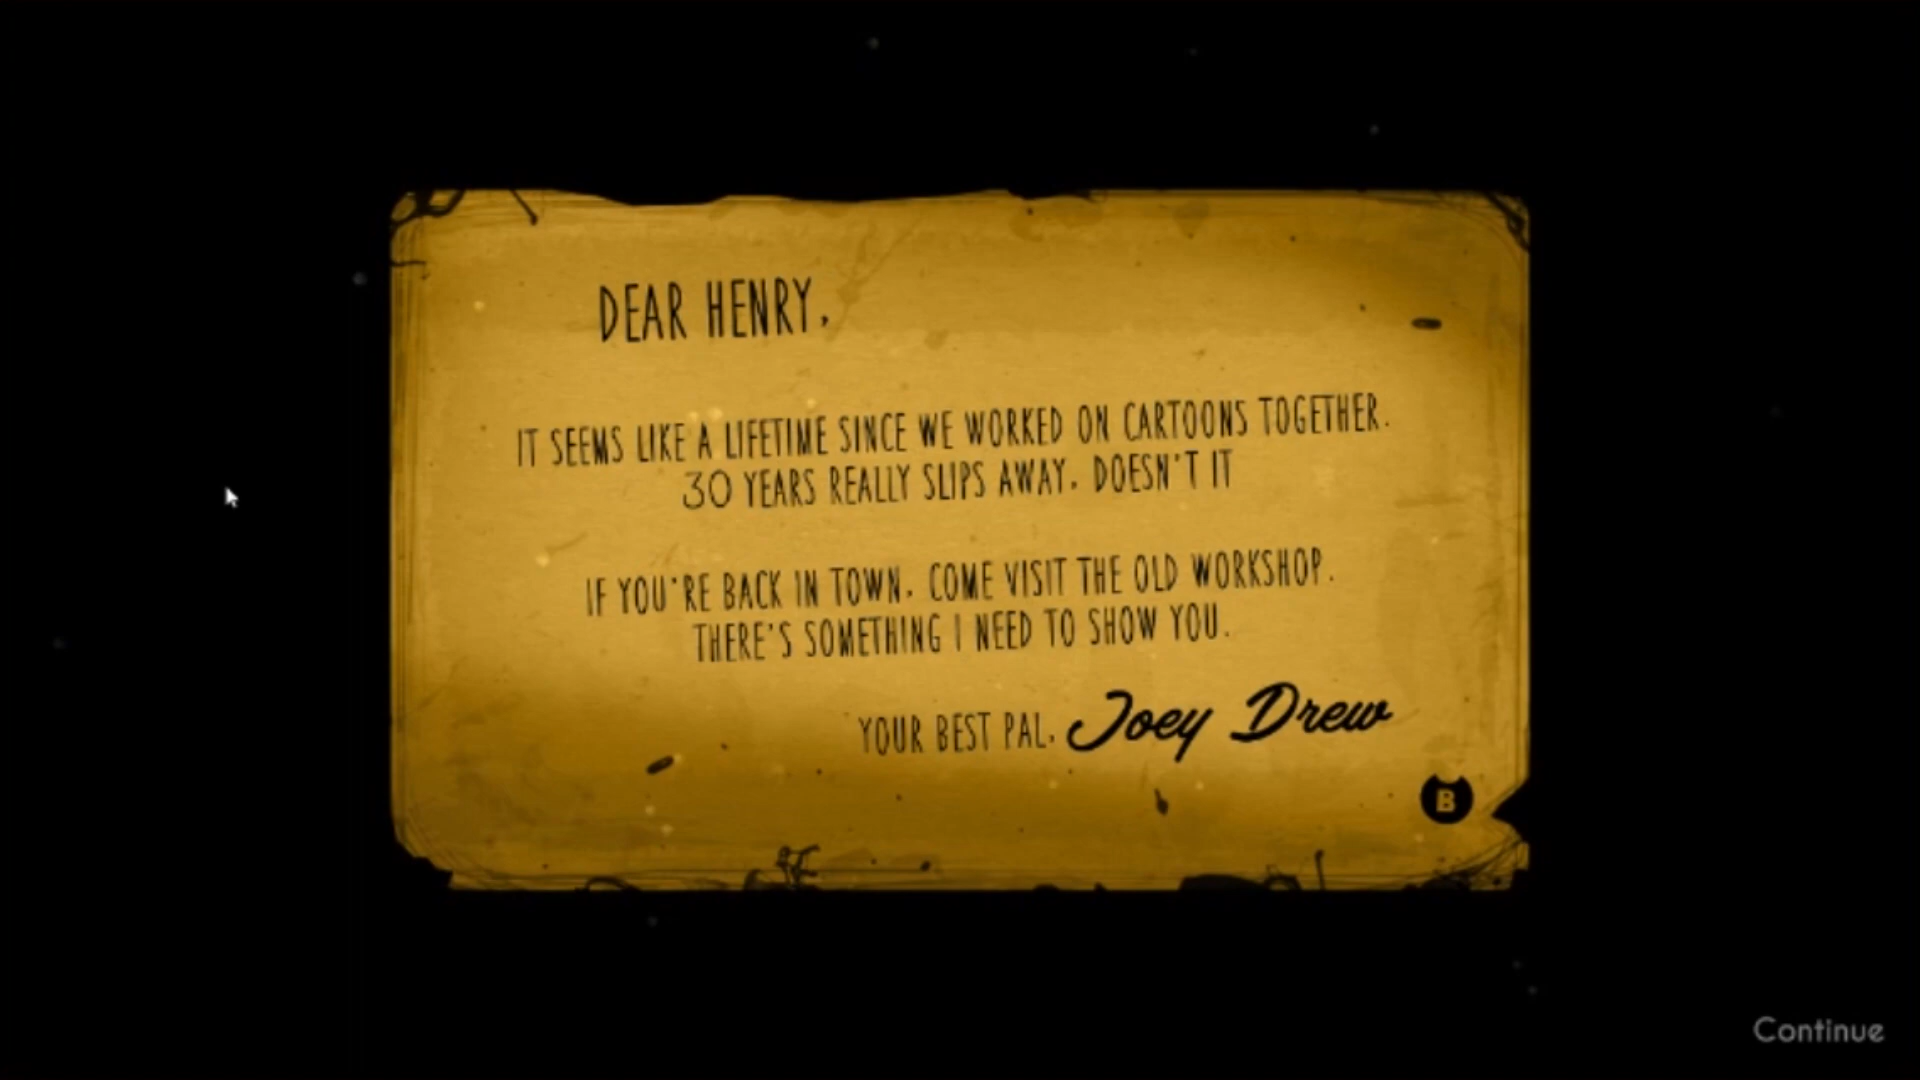 DEAR HENRY,
IT SEEMS LIKE A LIFETIME SINCE WE WORKED ON CARTOONS TOGETHER.
30 YEARS REALLY SLIPS AWAY, DOESN'T IT
IF YOU'RE BACK IN TOWN, COME VISIT THE OLD WORKSHOP.
THERE'S SOMETHING I NEED TO SHOW YOU.
YOUR BEST PAL, Joey Drew
B
Continue